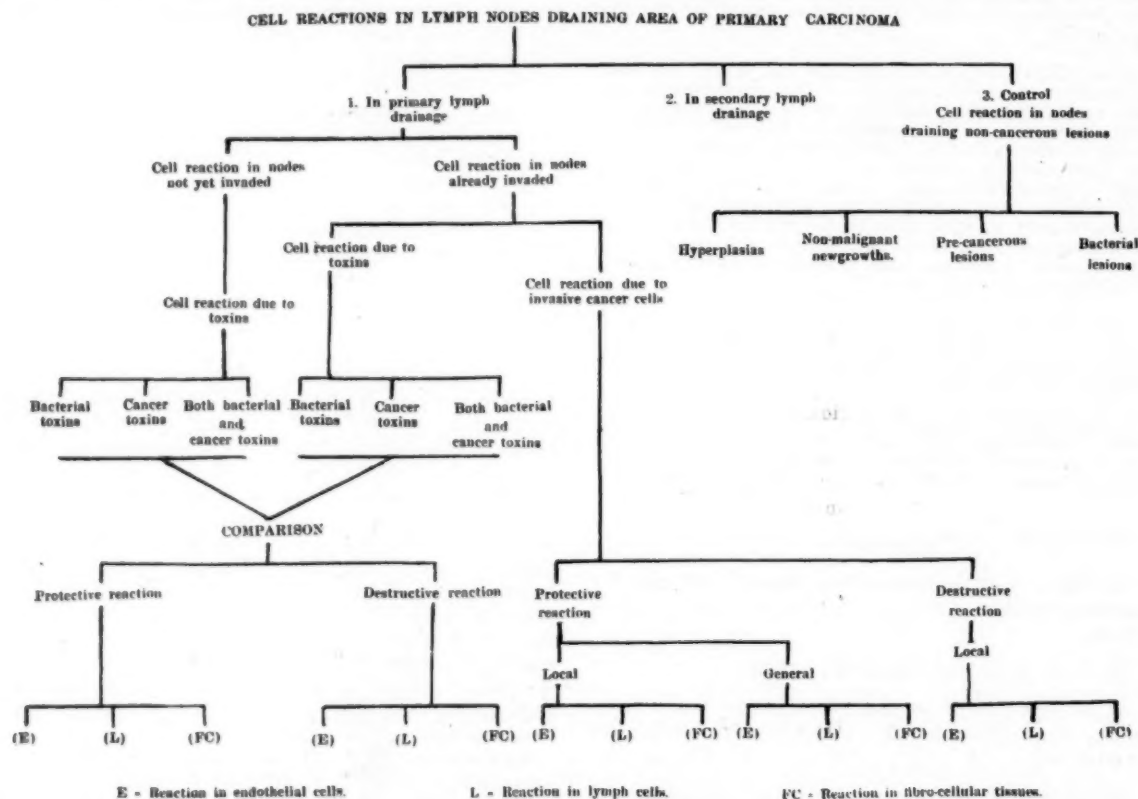 CELL REACTIONS IN LYMPH NODES DRAINING AREA OF PRIMARY CARCINOMA
1. In primary lymph
drainage
2. In secondary lymph
drainage
3. Control
Cell reaction in nodes
draining non-cancerous lesions
Cell reaction in nodes
not yet invaded
Cell reaction in nodes
already invaded
Hyperplasias
Non-malignant
newgrowths.
Pre-cancerous
lesions
Bacterial
lesions
Cell reaction due to
toxins
Cell reaction due to
invasive cancer cells
Cell reaction due to
toxins
Bacterial
toxins
Cancer
toxins
Both bacterial
and
cancer toxins
Bacterial
toxins
Cancer
toxins
Both bacterial
and
cancer toxins
COMPARISON
Protective reaction
Destructive reaction
Protective
reaction
Destructive
reaction
Local
General
Local
(E) (L) (FC) (E) (L) (FC) (E) (L) (FC) (E) (L) (FC) (E) (L) (FC)
E - Reaction in endothelial cells. L - Reaction in lymph cells. FC - Reaction in fibro-cellular tissues.